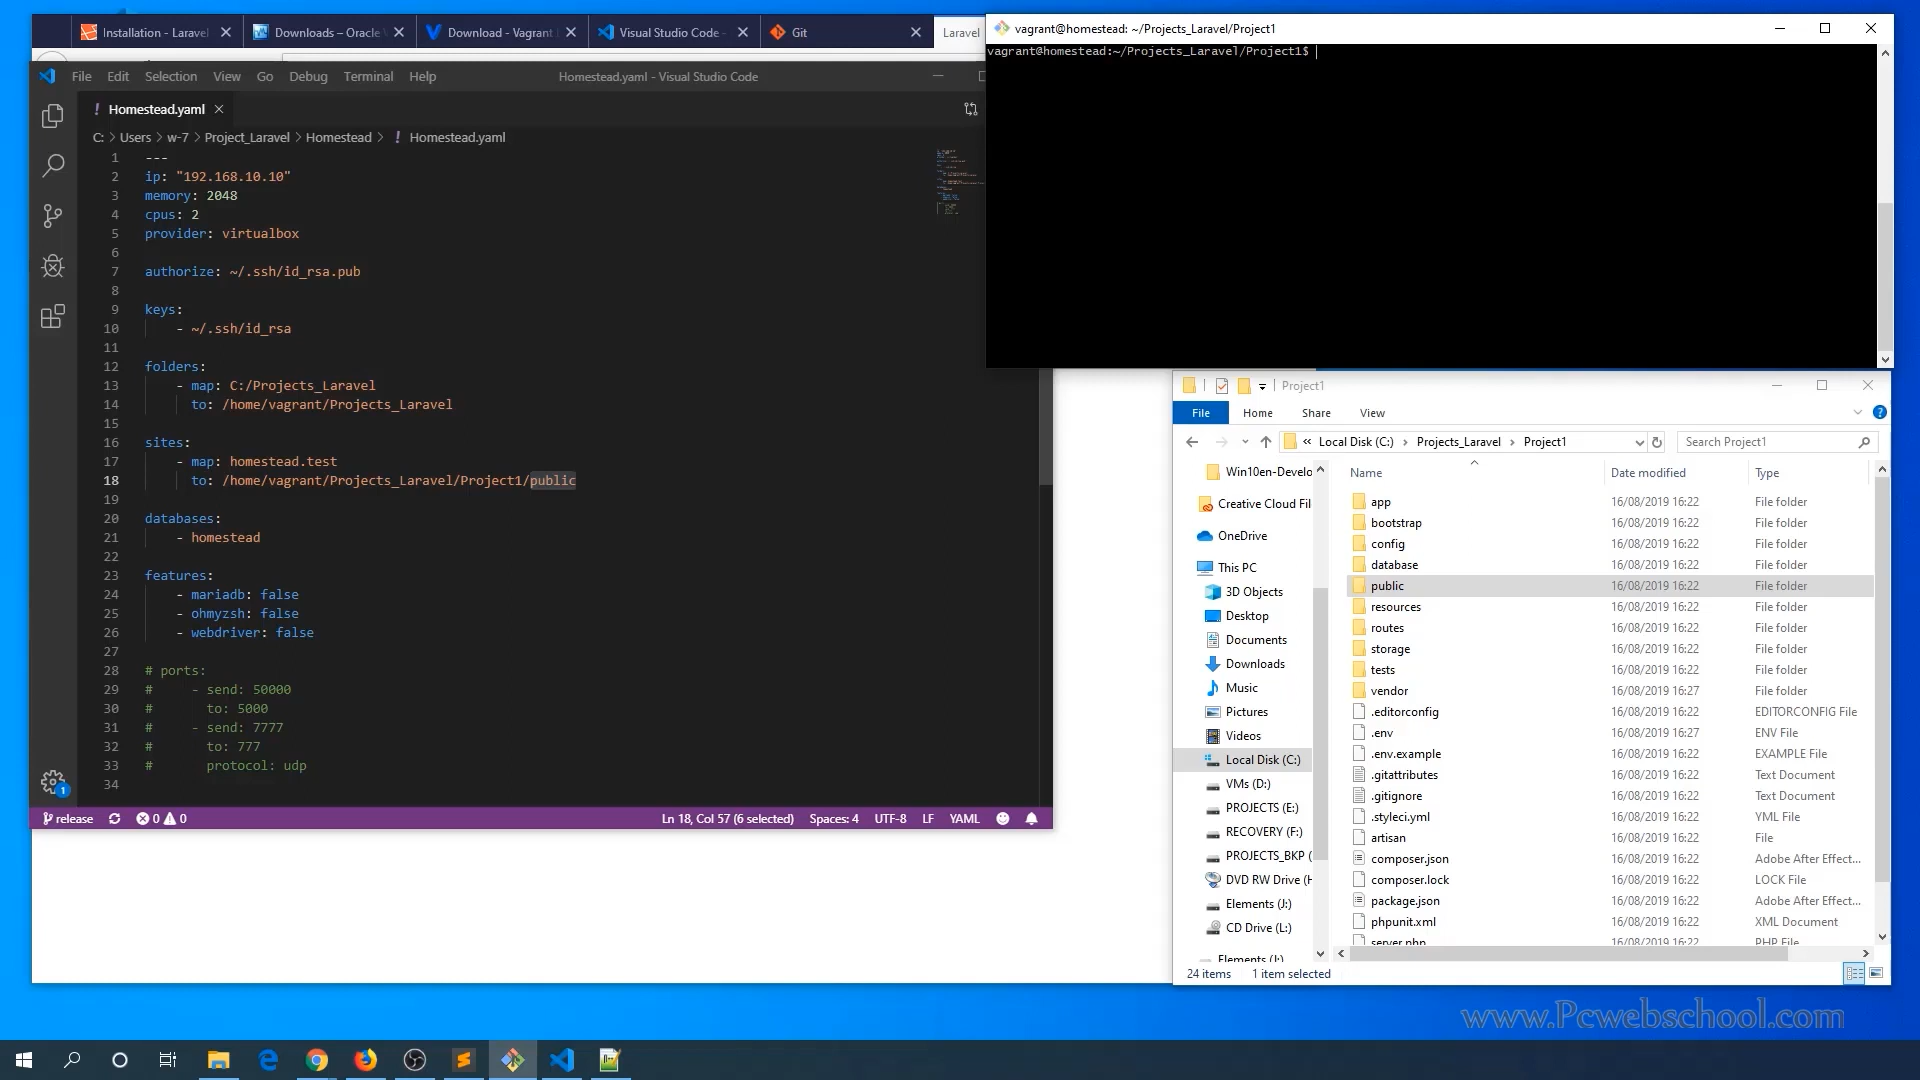 Installation - Laravel
Downloads – Oracle
Download - Vagrant
Visual Studio Code -
Git
Laravel
vagrant@homestead: ~/Projects_Laravel/Project1
vagrant@homestead:~/Projects_Laravel/Project1$
File Edit Selection View Go Debug Terminal Help
Homestead.yaml - Visual Studio Code
! Homestead.yaml
C: > Users > w-7 > Project_Laravel > Homestead > ! Homestead.yaml
1 ---
2 ip: "192.168.10.10"
3 memory: 2048
4 cpus: 2
5 provider: virtualbox
6
7 authorize: ~/.ssh/id_rsa.pub
8
9 keys:
10 - ~/.ssh/id_rsa
11
12 folders:
13 - map: C:/Projects_Laravel
14 to: /home/vagrant/Projects_Laravel
15
16 sites:
17 - map: homestead.test
18 to: /home/vagrant/Projects_Laravel/Project1/public
19
20 databases:
21 - homestead
22
23 features:
24 - mariadb: false
25 - ohmyzsh: false
26 - webdriver: false
27
28 # ports:
29 # - send: 50000
30 # to: 5000
31 # - send: 7777
32 # to: 777
33 # protocol: udp
34
1
release 0 0 Ln 18, Col 57 (6 selected) Spaces: 4 UTF-8 LF YAML
Project1
File Home Share View
« Local Disk (C:) > Projects_Laravel > Project1
Search Project1
Win10en-Develo
Creative Cloud Fil
OneDrive
This PC
3D Objects
Desktop
Documents
Downloads
Music
Pictures
Videos
Local Disk (C:)
VMs (D:)
PROJECTS (E:)
RECOVERY (F:)
PROJECTS_BKP (
DVD RW Drive (H
Elements (J:)
CD Drive (L:)
Elements (J:)
Name Date modified Type
app 16/08/2019 16:22 File folder
bootstrap 16/08/2019 16:22 File folder
config 16/08/2019 16:22 File folder
database 16/08/2019 16:22 File folder
public 16/08/2019 16:22 File folder
resources 16/08/2019 16:22 File folder
routes 16/08/2019 16:22 File folder
storage 16/08/2019 16:22 File folder
tests 16/08/2019 16:22 File folder
vendor 16/08/2019 16:27 File folder
.editorconfig 16/08/2019 16:22 EDITORCONFIG File
.env 16/08/2019 16:27 ENV File
.env.example 16/08/2019 16:22 EXAMPLE File
.gitattributes 16/08/2019 16:22 Text Document
.gitignore 16/08/2019 16:22 Text Document
.styleci.yml 16/08/2019 16:22 YML File
artisan 16/08/2019 16:22 File
composer.json 16/08/2019 16:22 Adobe After Effect...
composer.lock 16/08/2019 16:22 LOCK File
package.json 16/08/2019 16:22 Adobe After Effect...
phpunit.xml 16/08/2019 16:22 XML Document
server.php 16/08/2019 16:22 PHP File
24 items 1 item selected
www.Pcwebschool.com